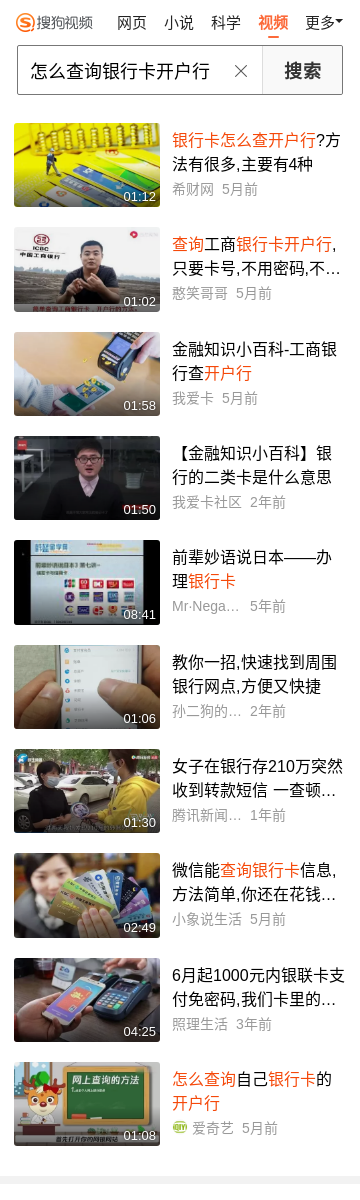 搜狗视频 网页 小说 科学 视频 更多
怎么查询银行卡开户行 搜索
01:12
银行卡怎么查开户行?方
法有很多,主要有4种
希财网 5月前
ICBC
中国工商银行
01:02
查询工商银行卡开户行,
只要卡号,不用密码,不...
憨笑哥哥 5月前
01:58
金融知识小百科-工商银
行查开户行
我爱卡 5月前
01:50
【金融知识小百科】银
行的二类卡是什么意思
我爱卡社区 2年前
08:41
前辈妙语说日本——办
理银行卡
Mr·Nega... 5年前
01:06
教你一招,快速找到周围
银行网点,方便又快捷
孙二狗的... 2年前
01:30
女子在银行存210万突然
收到转款短信 一查顿...
腾讯新闻... 1年前
02:49
微信能查询银行卡信息,
方法简单,你还在花钱...
小象说生活 5月前
04:25
6月起1000元内银联卡支
付免密码,我们卡里的...
照理生活 3年前
网上查询的方法
首先打开你的网银网站
01:08
怎么查询自己银行卡的
开户行
爱奇艺 5月前